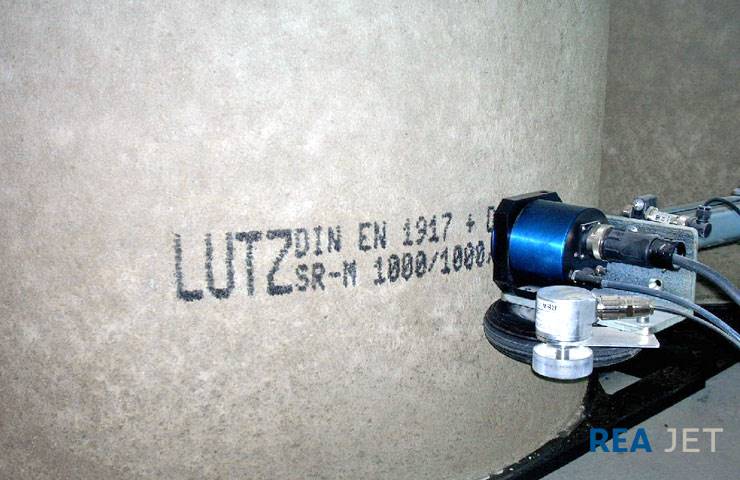 LUTZ
DIN EN 1917 + D
SR-M 1000/1000
REA JET